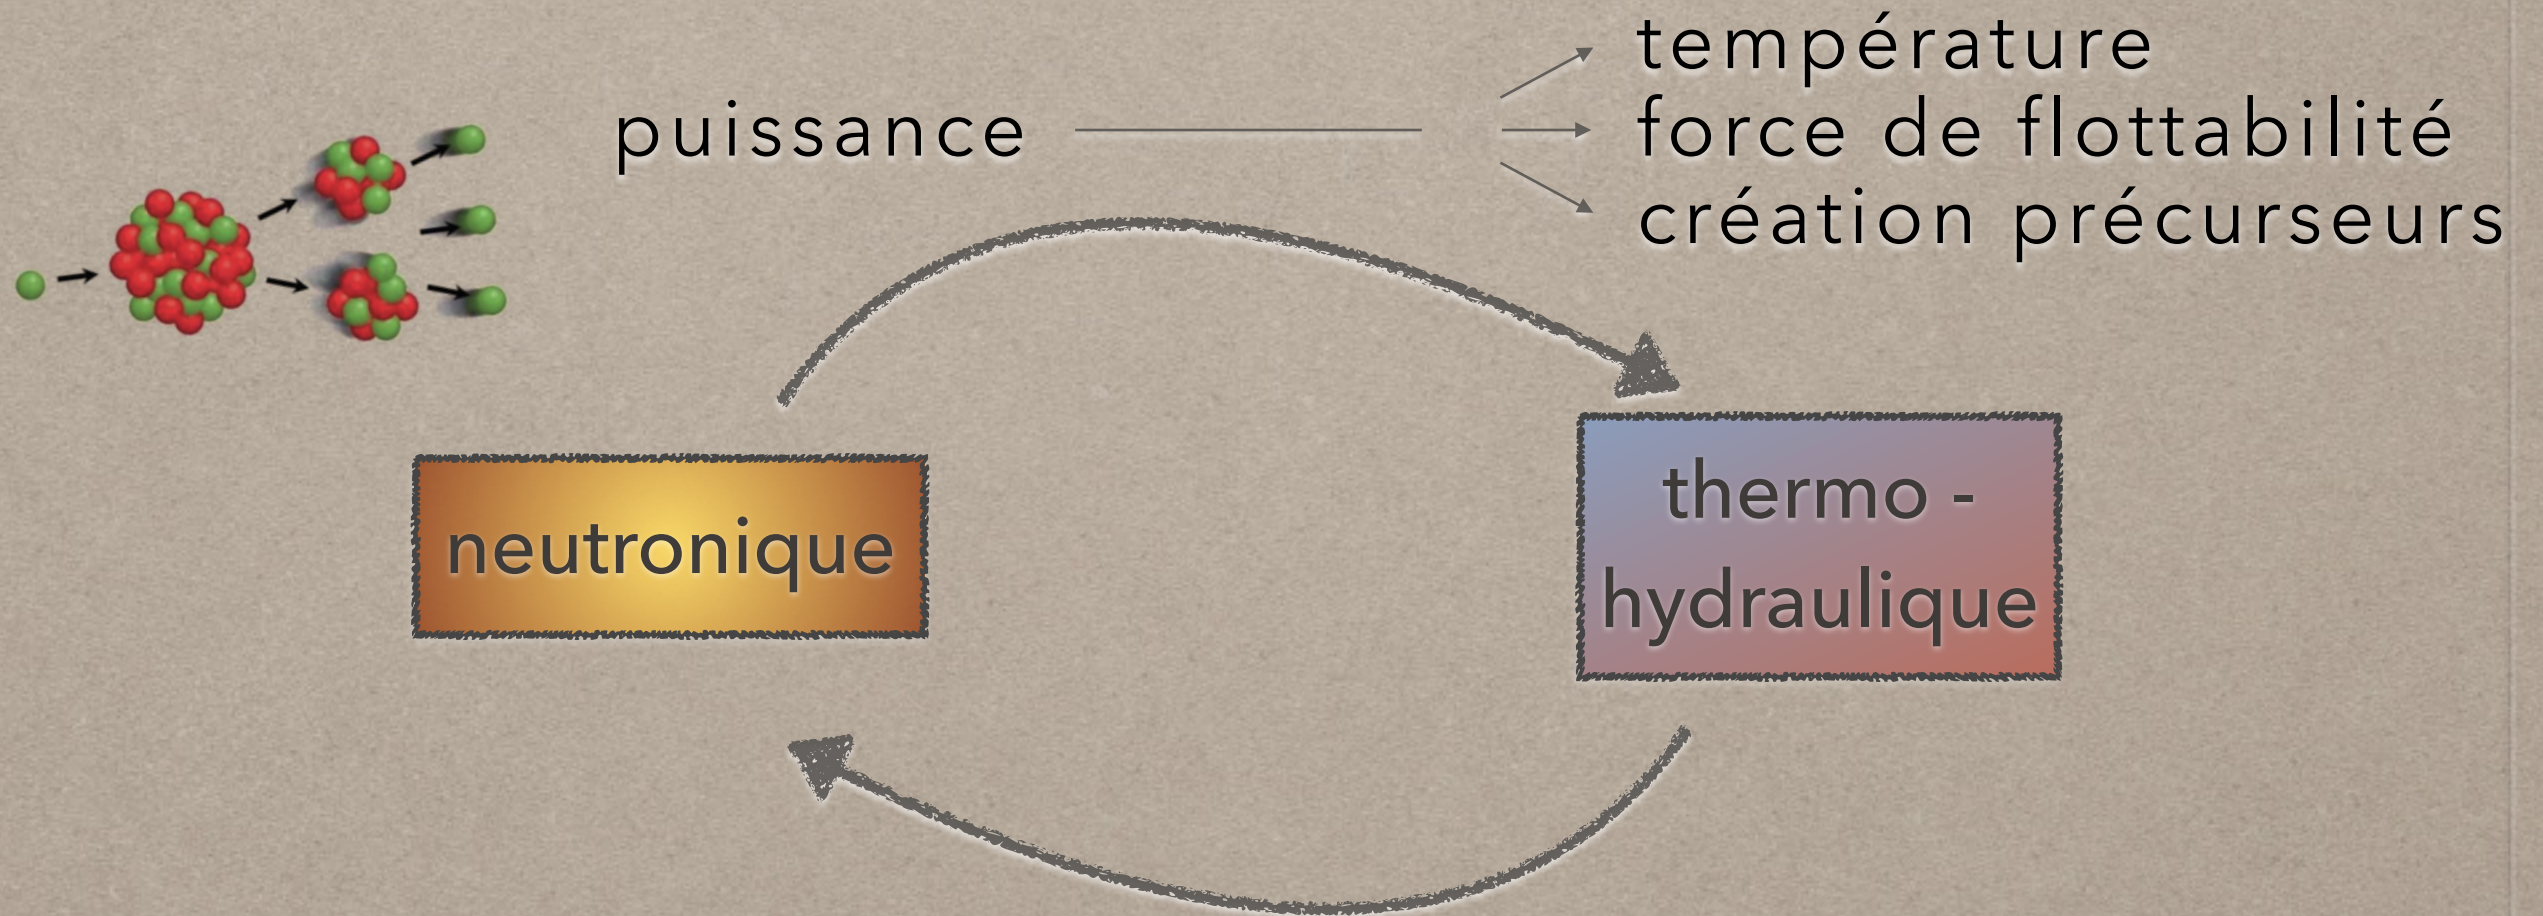 température
puissance
force de flottabilité
création précurseurs
neutronique
thermo -
hydraulique